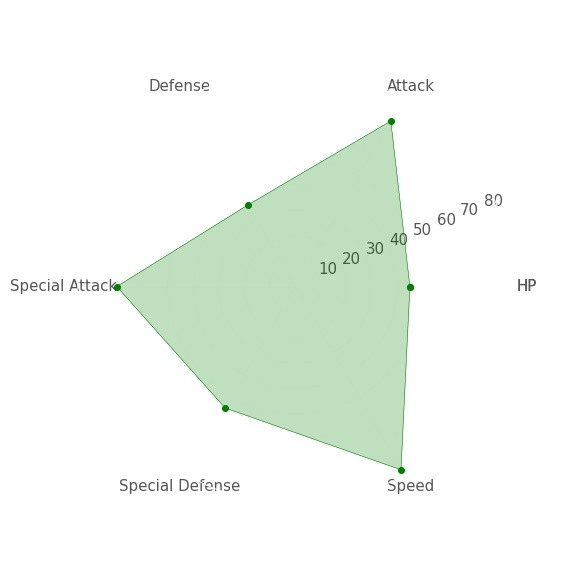 Defense
Attack
80
70
60
50
40
30
20
10
Special Attack
HP
Special Defense
Speed